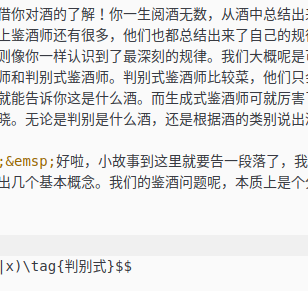 借你对酒的了解！你一生阅酒无数，从酒中总结出
上鉴酒师还有很多，他们也都总结出来了自己的规
则像你一样认识到了最深刻的规律。我们大概呢是
师和判别式鉴酒师。判别式鉴酒师比较菜，他们只
就能告诉你这是什么酒。而生成式鉴酒师可就厉害
晓。无论是判别是什么酒，还是根据酒的类别说出
;&emsp;好啦，小故事到这里就要告一段落了，我
出几个基本概念。我们的鉴酒问题呢，本质上是个
|x)\tag{判别式}$$